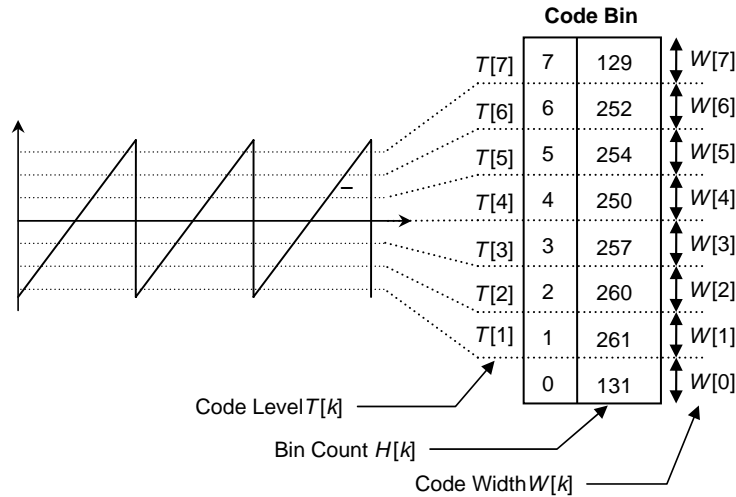 Code Bin
T[7] 7 129 W[7]
T[6] 6 252 W[6]
T[5] 5 254 W[5]
T[4] 4 250 W[4]
T[3] 3 257 W[3]
T[2] 2 260 W[2]
T[1] 1 261 W[1]
0 131 W[0]
Code Level T[k]
Bin Count H[k]
Code Width W[k]